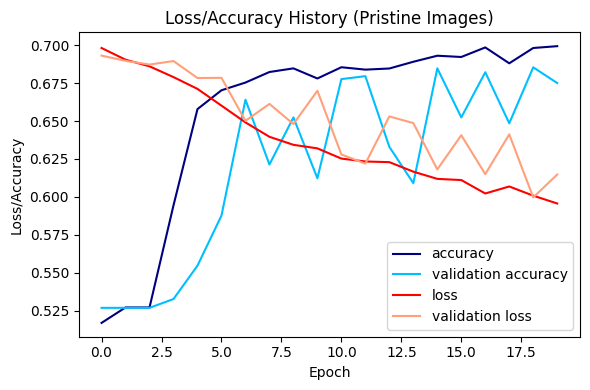 Loss/Accuracy History (Pristine Images)
Loss/Accuracy
0.700
0.675
0.650
0.625
0.600
0.575
0.550
0.525
accuracy
validation accuracy
loss
validation loss
0.0 2.5 5.0 7.5 10.0 12.5 15.0 17.5
Epoch